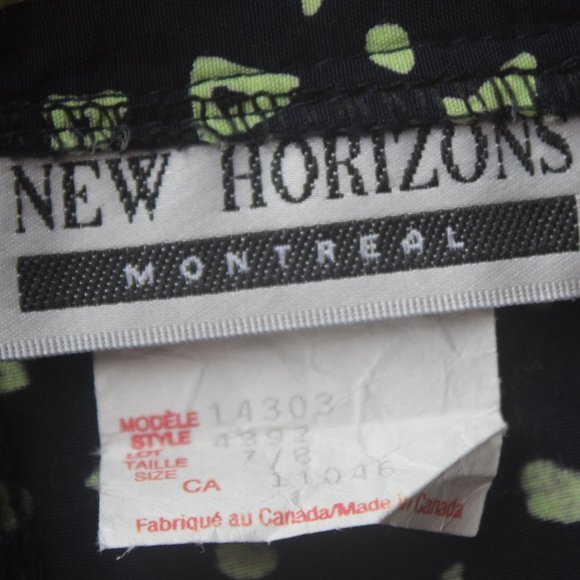 NEW HORIZONS
MONTREAL
MODÈLE 14303
STYLE 4392
LOT 7/8
TAILLE
SIZE 11046
CA
Fabriqué au Canada/Made in Canada